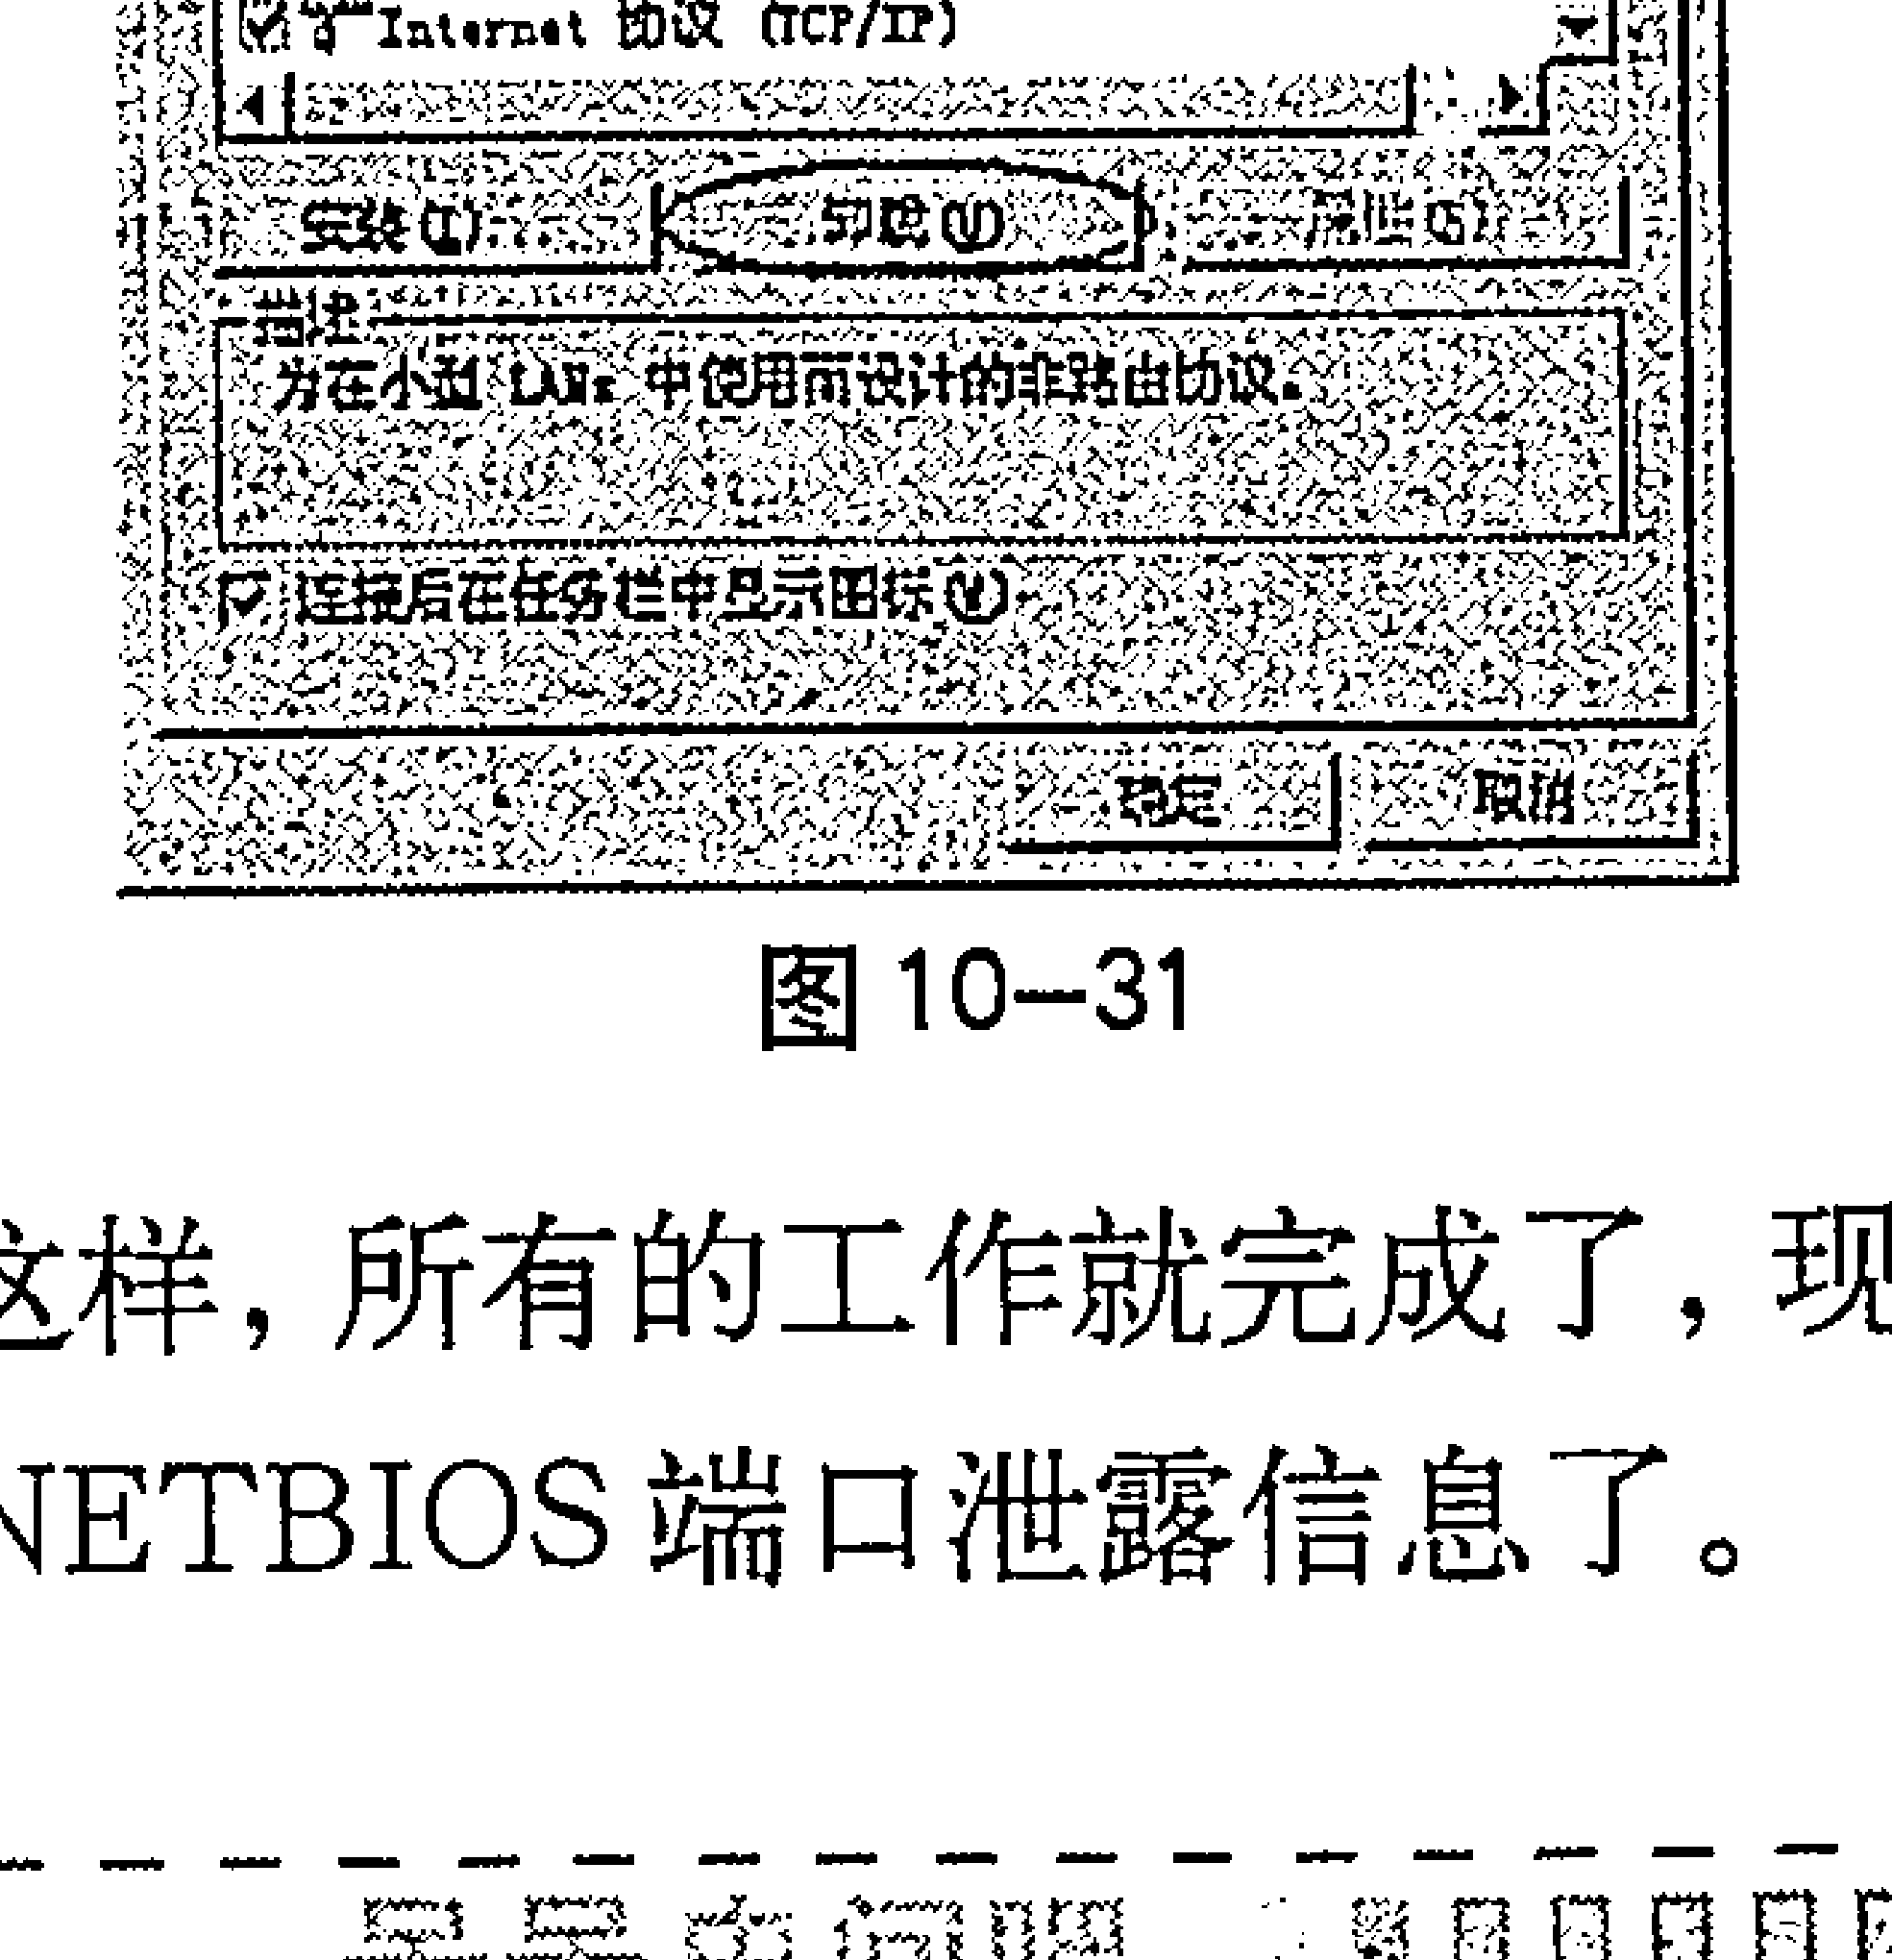 Internet 协议 (TCP/IP)
安装(I) 卸载(U) 属性(R)
描述
为在小型 LANs 中使用而设计的非路由协议。
连接后在任务栏中显示图标(W)
确定 取消
图 10-31
这样，所有的工作就完成了，现
NETBIOS 端口泄露信息了。